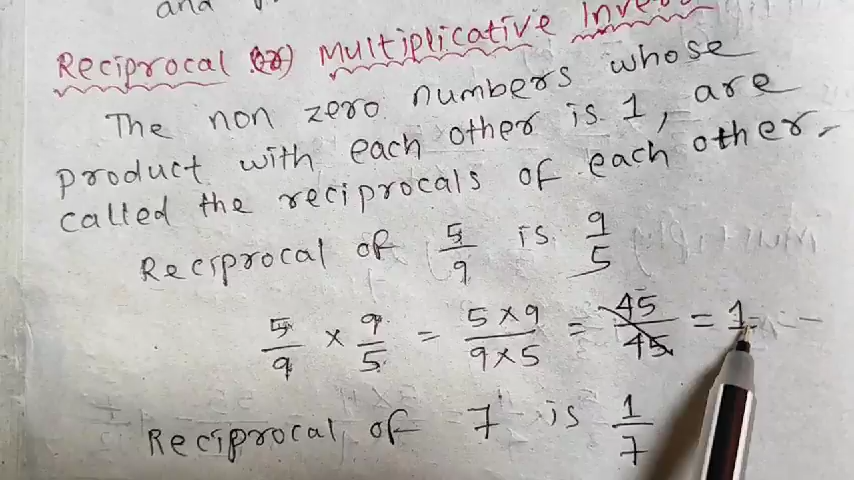 and
Reciprocal (or) Multiplicative Inve
The non zero numbers whose
product with each other is 1, are
called the reciprocals of each other.
Reciprocal of 5/9 is 9/5
5/9 × 9/5 = 5×9/9×5 = 45/45 = 1
Reciprocal of 7 is 1/7